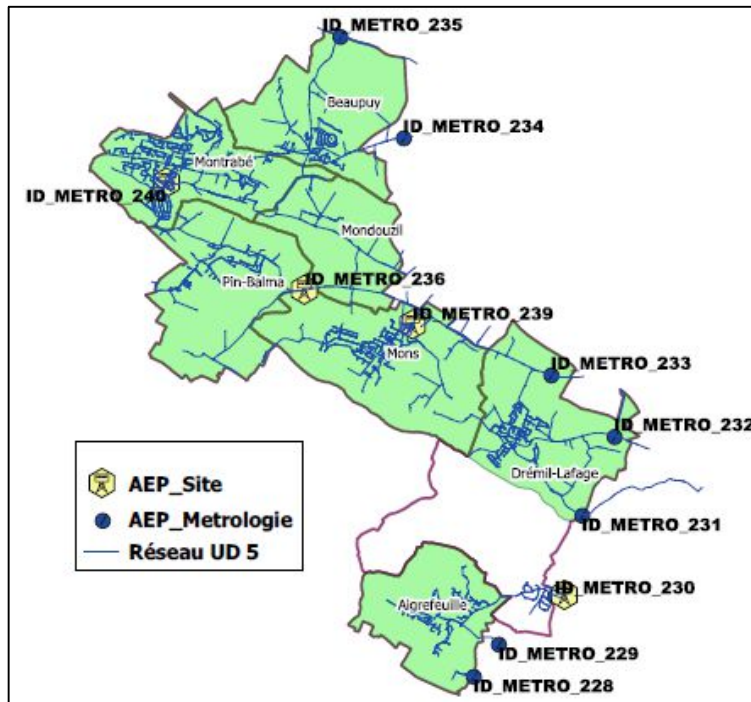 ID_METRO_235
Beaupuy
ID_METRO_234
Montrabé
ID_METRO_240
Mondouzil
Pin-Balma
ID_METRO_236
ID_METRO_239
Mons
ID_METRO_233
ID_METRO_232
Drémil-Lafage
ID_METRO_231
AEP_Site
AEP_Metrologie
Réseau UD 5
ID_METRO_230
Aigrefeuille
ID_METRO_229
ID_METRO_228